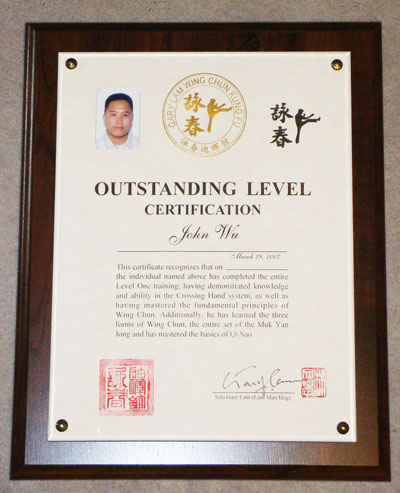 GARY LAM WING CHUN KUNG FU
詠春
詠春
OUTSTANDING LEVEL
CERTIFICATION
John Wu
March 28, 2007
This certificate recognizes that on
the individual named above has completed the entire
Level One training, having demonstrated knowledge
and ability in the Crossing Hand system, as well as
having mastered the fundamental principles of
Wing Chun. Additionally, he has learned the three
forms of Wing Chun, the entire set of the Muk Yan
Jong and has mastered the basics of Qi Sao.
Gary Lam
Sifu Gary Lam (Lam Man Hog)